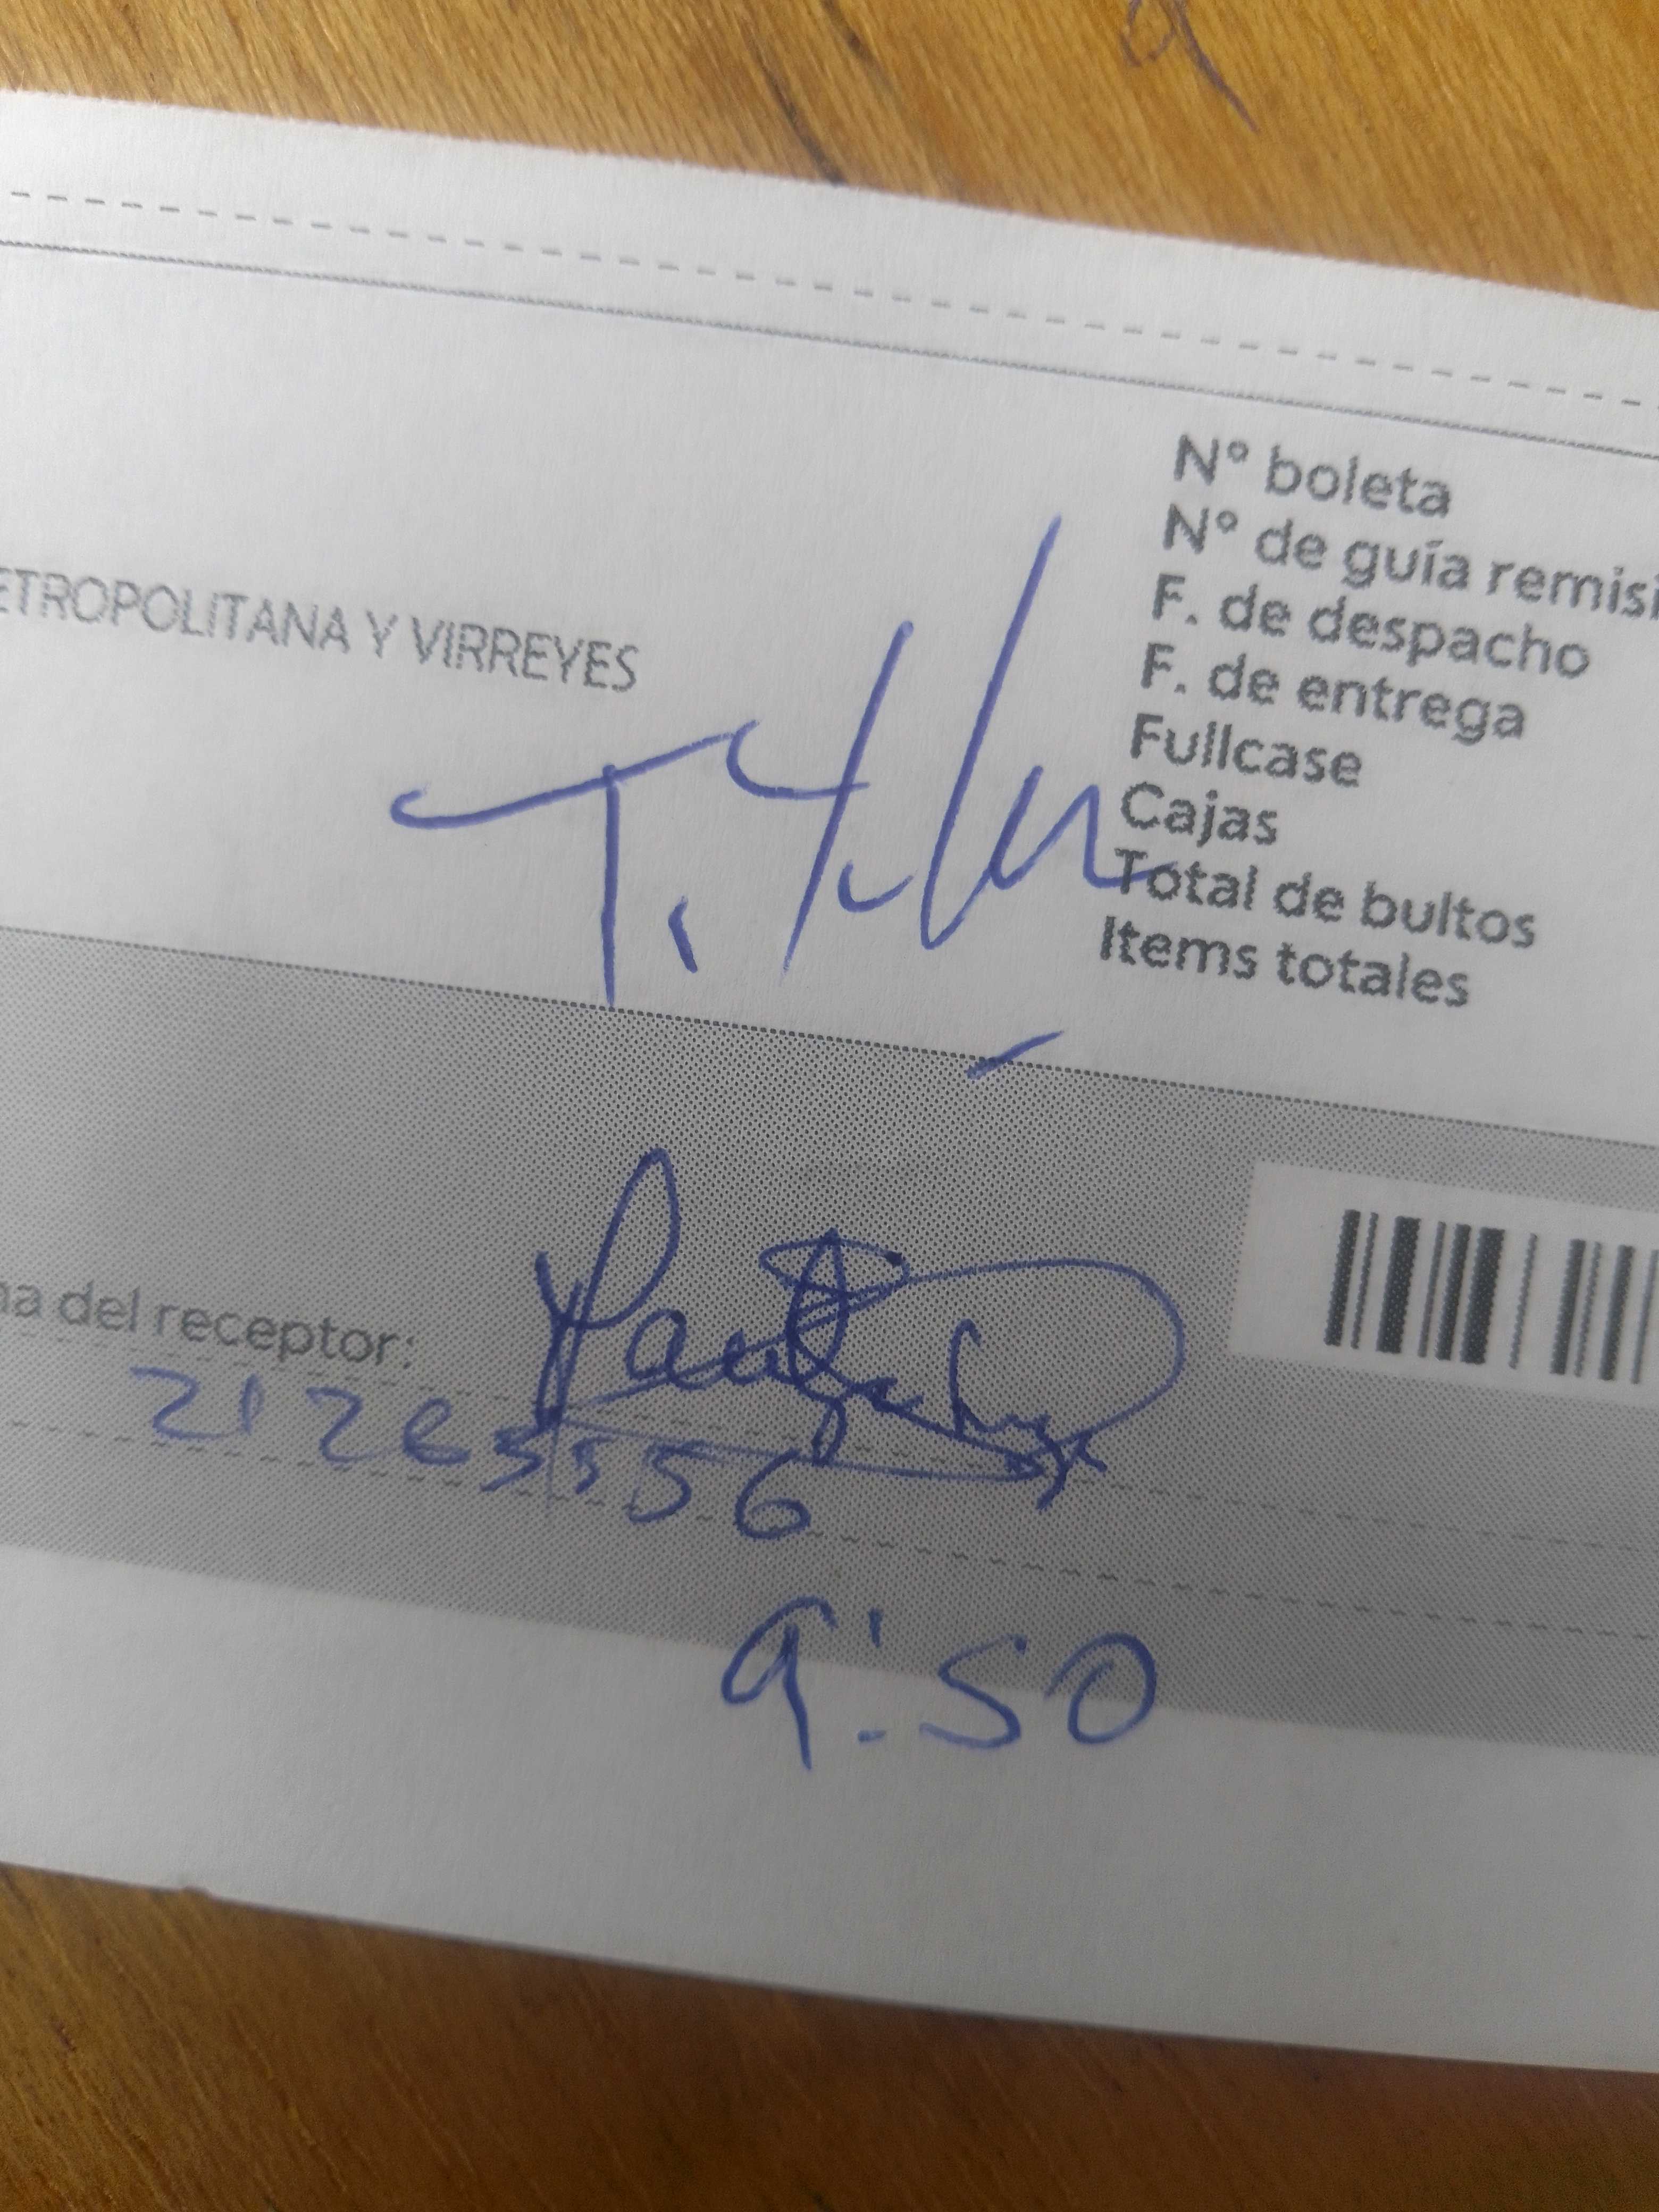 N° boleta
N° de guía remisi
F. de despacho
F. de entrega
Fullcase
Cajas
Total de bultos
Items totales
ETROPOLITANA Y VIRREYES
na del receptor:
21265556
9:50